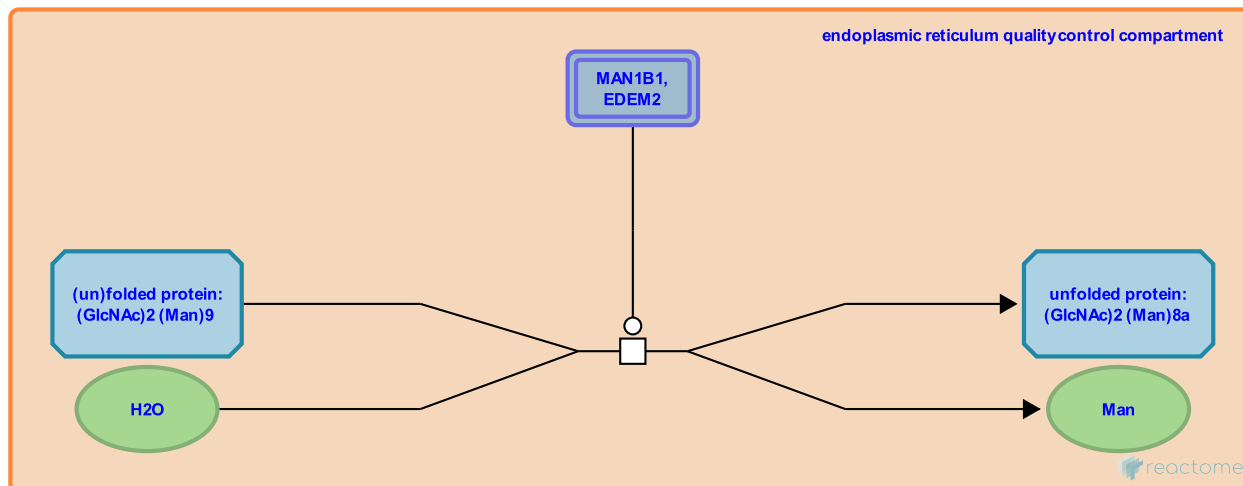 endoplasmic reticulum quality control compartment
MAN1B1,
EDEM2
(un)folded protein:
(GlcNAc)2 (Man)9
unfolded protein:
(GlcNAc)2 (Man)8a
H2O
Man
reactome